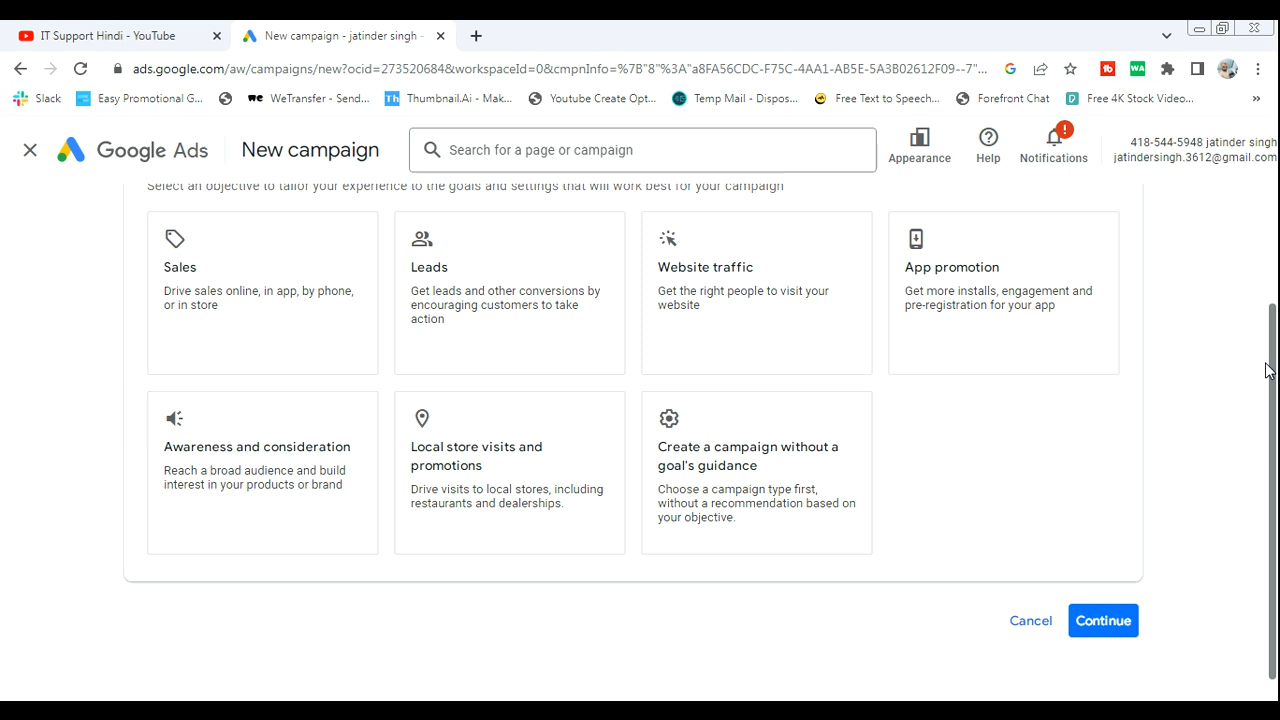 IT Support Hindi - YouTube
New campaign - jatinder singh -
ads.google.com/aw/campaigns/new?ocid=273520684&workspaceId=0&cmpnInfo=%7B"8"%3A"a8FA56CDC-F75C-4AA1-AB5E-5A3B02612F09--7"...
Slack
Easy Promotional G...
WeTransfer - Send...
Thumbnail.Ai - Mak...
Youtube Create Opt...
Temp Mail - Dispos...
Free Text to Speech...
Forefront Chat
Free 4K Stock Video...
Google Ads
New campaign
Search for a page or campaign
Appearance
Help
Notifications
418-544-5948 jatinder singh
jatindersingh.3612@gmail.com
Select an objective to tailor your experience to the goals and settings that will work best for your campaign
Sales
Drive sales online, in app, by phone,
or in store
Leads
Get leads and other conversions by
encouraging customers to take
action
Website traffic
Get the right people to visit your
website
App promotion
Get more installs, engagement and
pre-registration for your app
Awareness and consideration
Reach a broad audience and build
interest in your products or brand
Local store visits and
promotions
Drive visits to local stores, including
restaurants and dealerships.
Create a campaign without a
goal's guidance
Choose a campaign type first,
without a recommendation based on
your objective.
Cancel
Continue